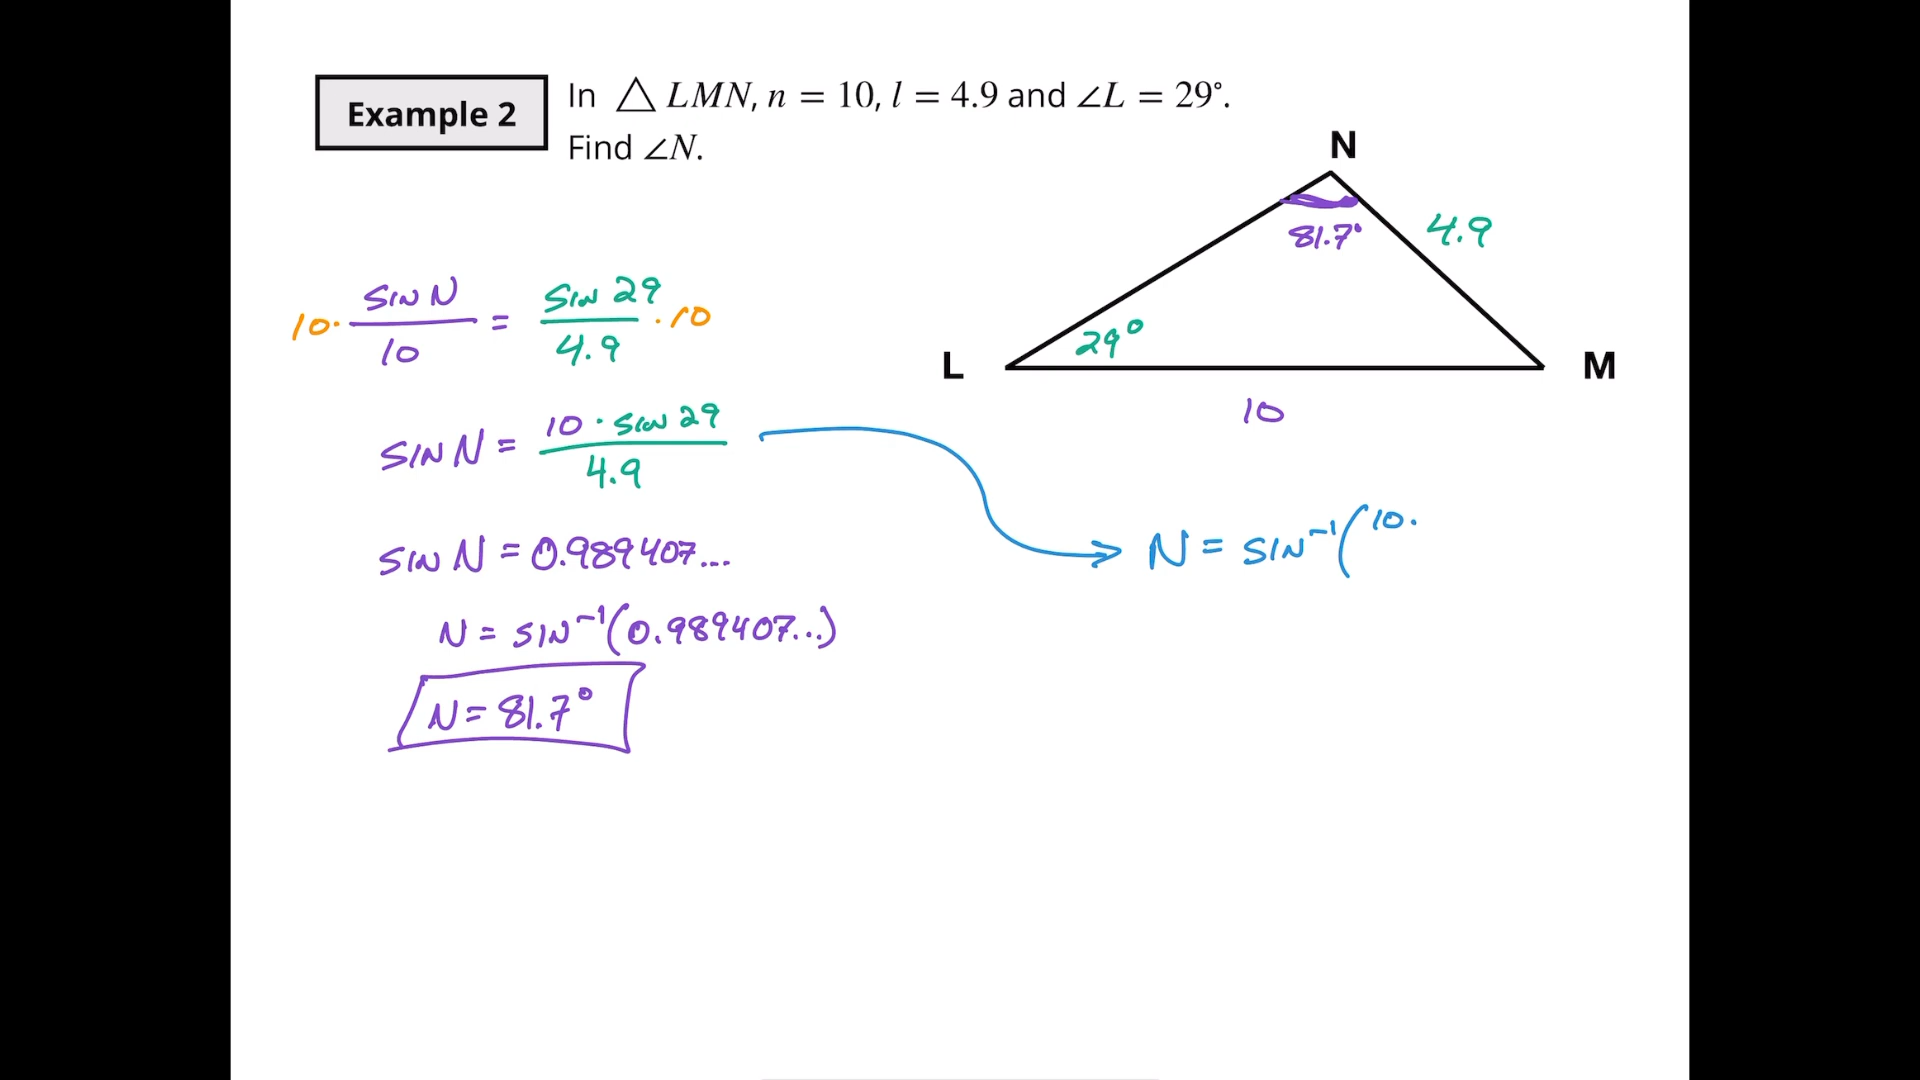 Example 2
In △ LMN, n = 10, l = 4.9 and ∠L = 29°.
Find ∠N.
N
81.7°
4.9
29°
L
M
10
10 · sin N / 10 = sin 29 / 4.9 · 10
sin N = 10 · sin 29 / 4.9
sin N = 0.989407...
N = sin⁻¹(0.989407...)
N = 81.7°
N = sin⁻¹(10 ·